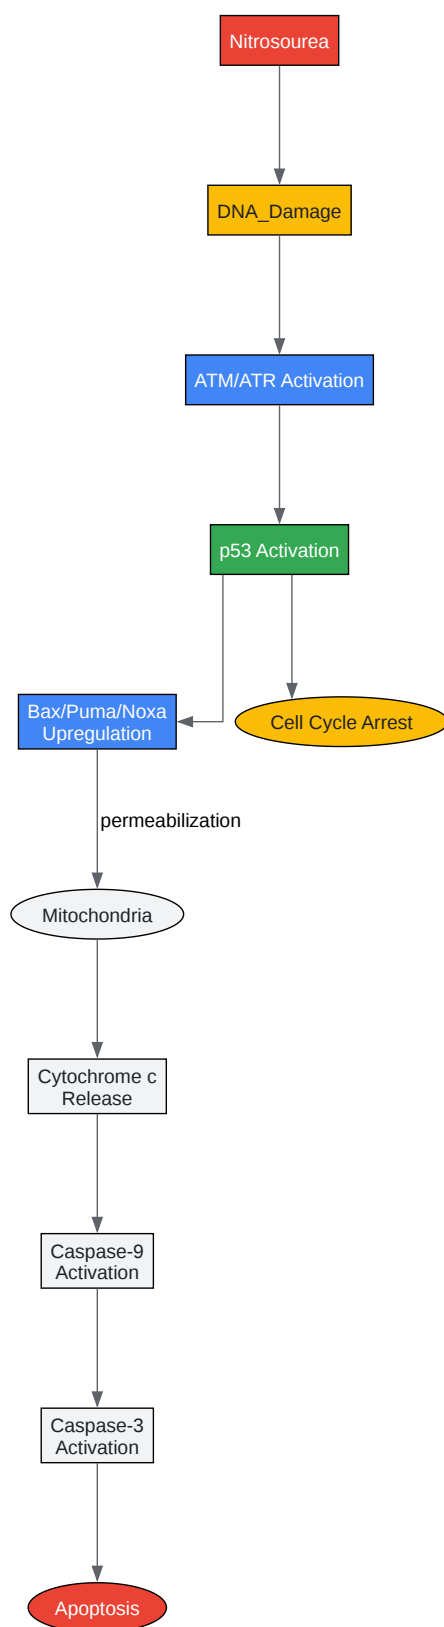 Nitrosourea
DNA_Damage
ATM/ATR Activation
p53 Activation
Bax/Puma/Noxa
Upregulation
Cell Cycle Arrest
permeabilization
Mitochondria
Cytochrome c
Release
Caspase-9
Activation
Caspase-3
Activation
Apoptosis